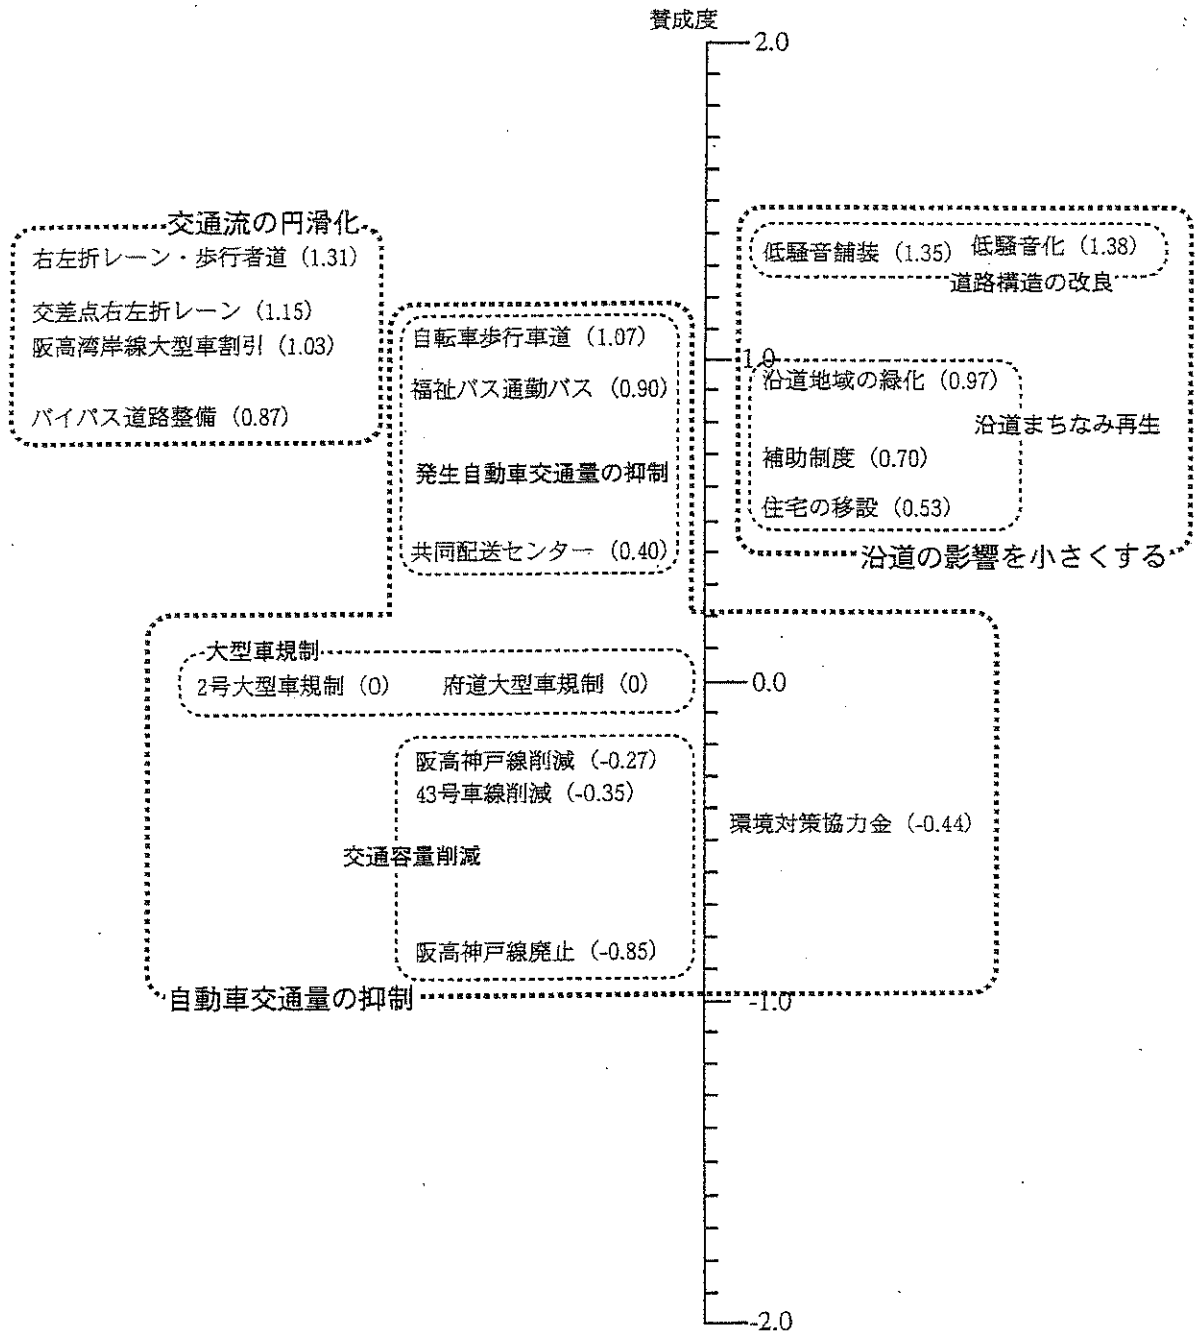 賛成度
2.0
交通流の円滑化
右左折レーン・歩行者道（1.31）
交差点右左折レーン（1.15）
阪高湾岸線大型車割引（1.03）
バイパス道路整備（0.87）
自転車歩行車道（1.07）
福祉バス通勤バス（0.90）
発生自動車交通量の抑制
共同配送センター（0.40）
低騒音舗装（1.35）
低騒音化（1.38）
道路構造の改良
1.0
沿道地域の緑化（0.97）
沿道まちなみ再生
補助制度（0.70）
住宅の移設（0.53）
沿道の影響を小さくする
大型車規制
2号大型車規制（0）
府道大型車規制（0）
0.0
阪高神戸線削減（-0.27）
43号車線削減（-0.35）
環境対策協力金（-0.44）
交通容量削減
阪高神戸線廃止（-0.85）
自動車交通量の抑制
-1.0
-2.0